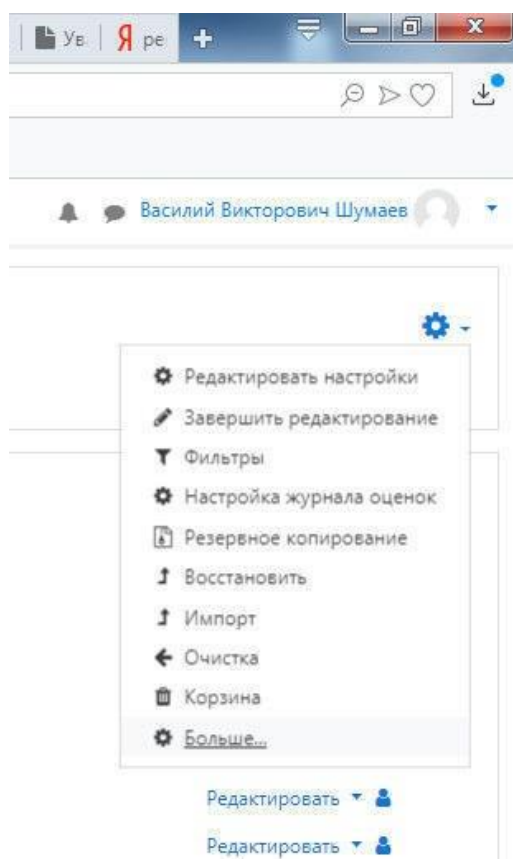 Ув
Я ре
Василий Викторович Шумаев
Редактировать настройки
Завершить редактирование
Фильтры
Настройка журнала оценок
Резервное копирование
Восстановить
Импорт
Очистка
Корзина
Больше...
Редактировать
Редактировать